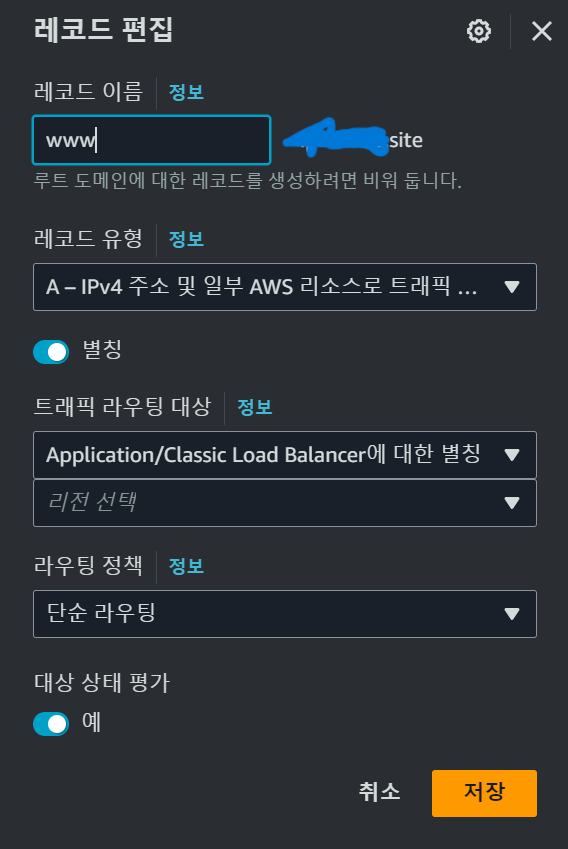 레코드 편집
레코드 이름 정보
www site
루트 도메인에 대한 레코드를 생성하려면 비워 둡니다.
레코드 유형 정보
A – IPv4 주소 및 일부 AWS 리소스로 트래픽 ...
별칭
트래픽 라우팅 대상 정보
Application/Classic Load Balancer에 대한 별칭
리전 선택
라우팅 정책 정보
단순 라우팅
대상 상태 평가
예
취소 저장